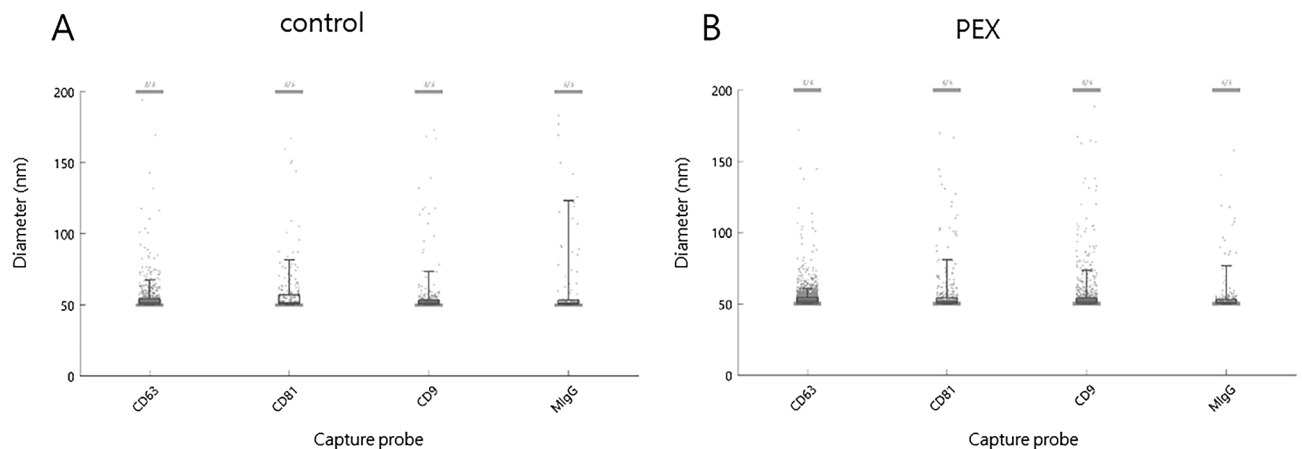 A
control
200
150
100
50
0
Diameter (nm)
CD63
CD81
CD9
MIgG
Capture probe
B
PEX
200
150
100
50
0
Diameter (nm)
CD63
CD81
CD9
MIgG
Capture probe